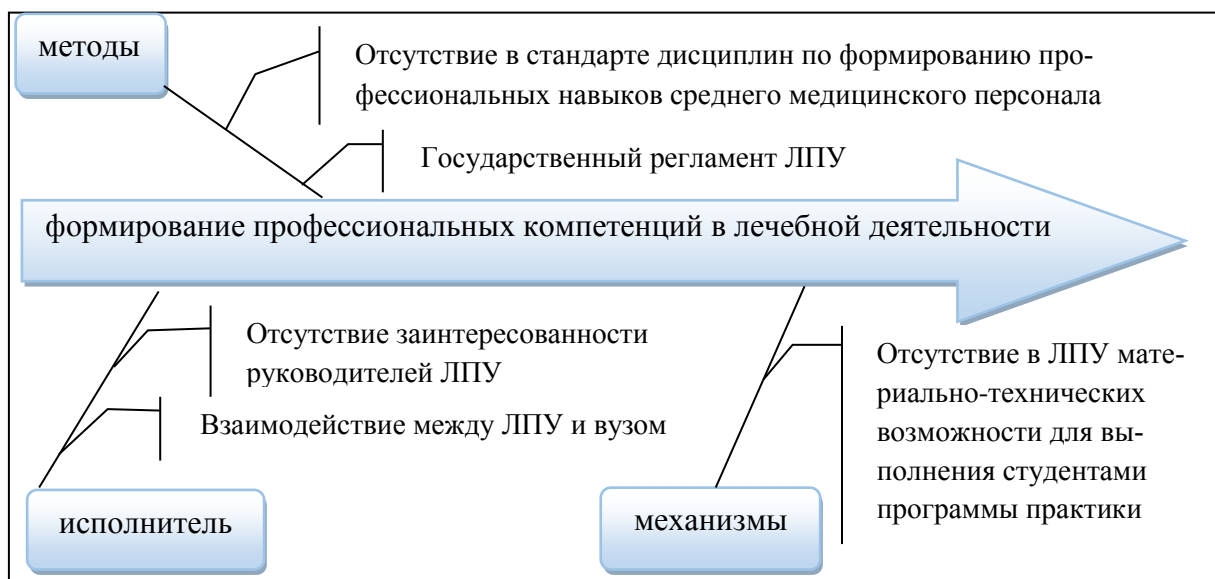 методы
Отсутствие в стандарте дисциплин по формированию про-
фессиональных навыков среднего медицинского персонала
Государственный регламент ЛПУ
формирование профессиональных компетенций в лечебной деятельности
Отсутствие заинтересованности
руководителей ЛПУ
Взаимодействие между ЛПУ и вузом
исполнитель
Отсутствие в ЛПУ мате-
риально-технических
возможности для вы-
полнения студентами
программы практики
механизмы